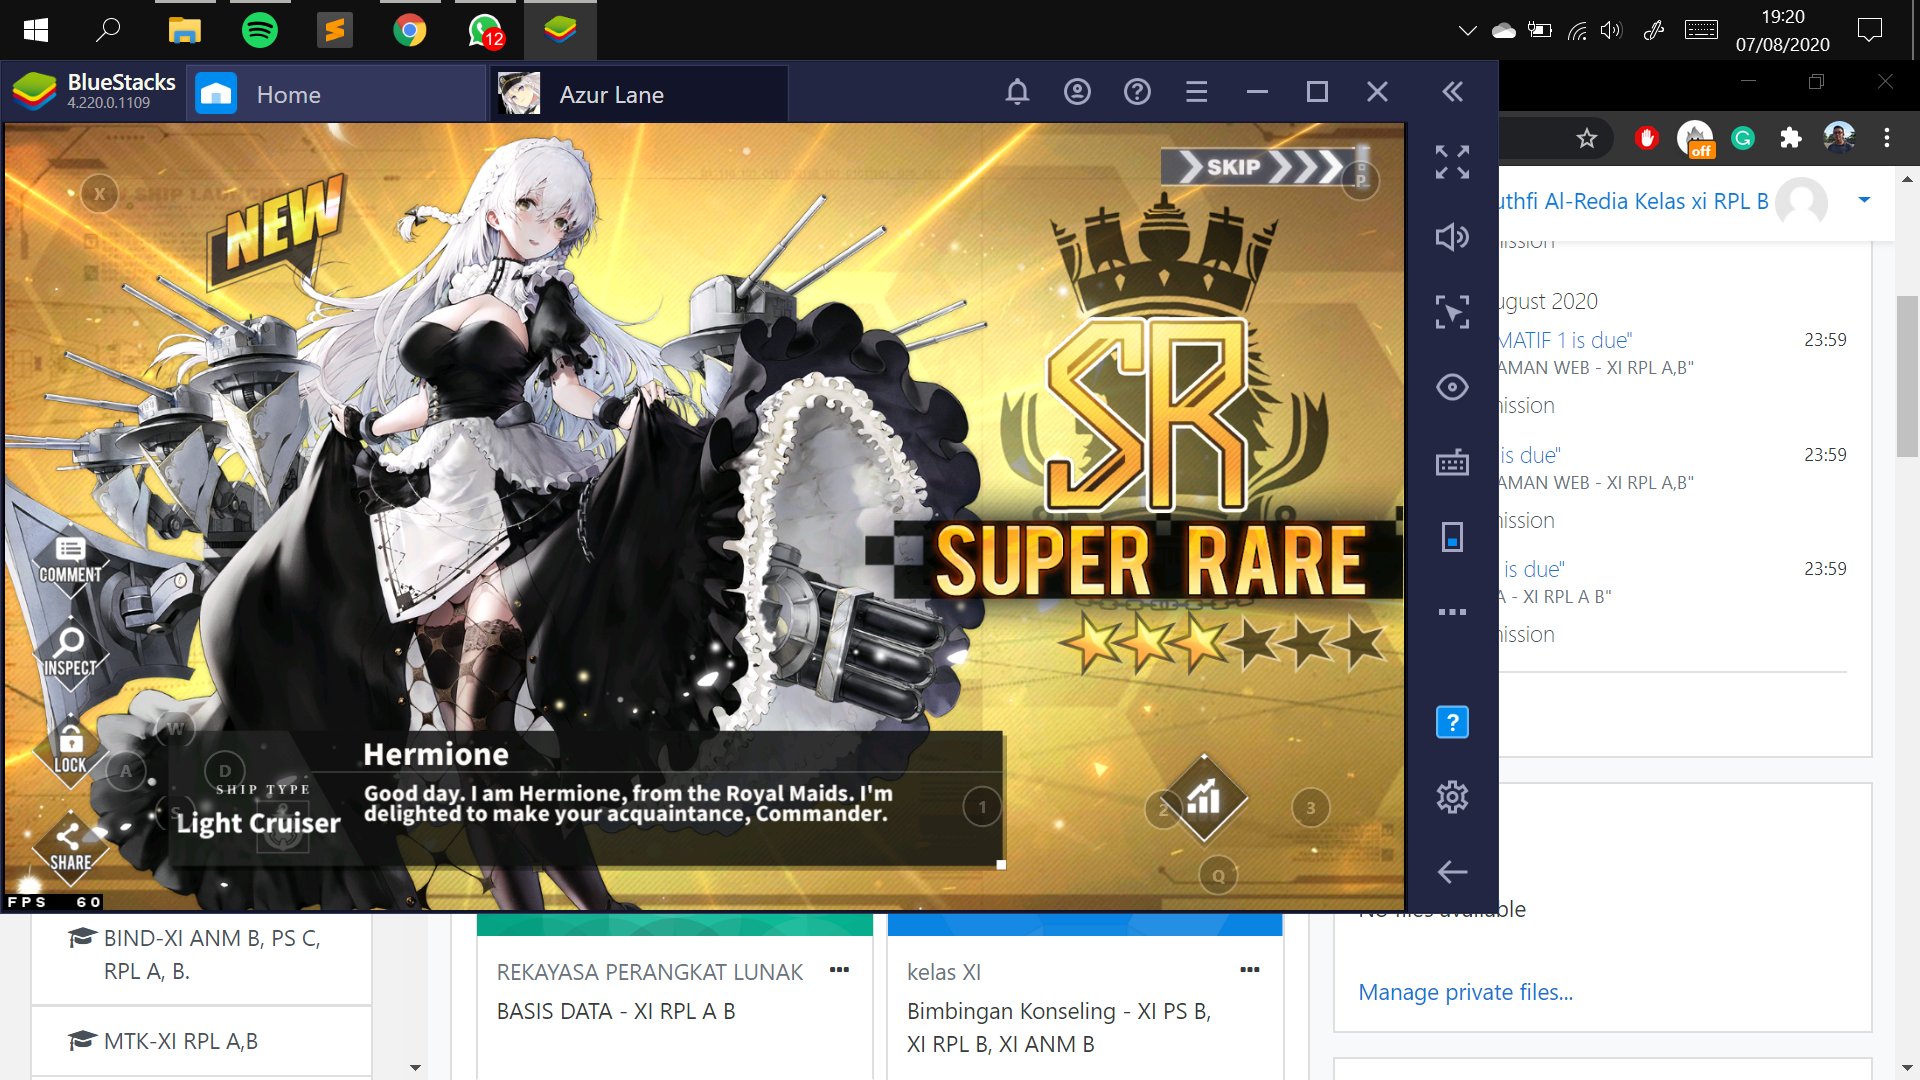 12
19:20
07/08/2020
BlueStacks
4.220.0.1109
Home
Azur Lane
off
NEW
X
SKIP
SR
SUPER RARE
COMMENT
INSPECT
LOCK
SHARE
W
A
D
S
SHIP TYPE
Light Cruiser
Hermione
Good day. I am Hermione, from the Royal Maids. I'm
delighted to make your acquaintance, Commander.
1
2
3
Q
FPS 60
?
uthfi Al-Redia Kelas xi RPL B
ission
ugust 2020
MATIF 1 is due"
23:59
AMAN WEB - XI RPL A,B"
ission
is due"
23:59
AMAN WEB - XI RPL A,B"
ission
is due"
23:59
A - XI RPL A B"
ission
No files available
Manage private files...
BIND-XI ANM B, PS C,
RPL A, B.
MTK-XI RPL A,B
REKAYASA PERANGKAT LUNAK
BASIS DATA - XI RPL A B
kelas XI
Bimbingan Konseling - XI PS B,
XI RPL B, XI ANM B